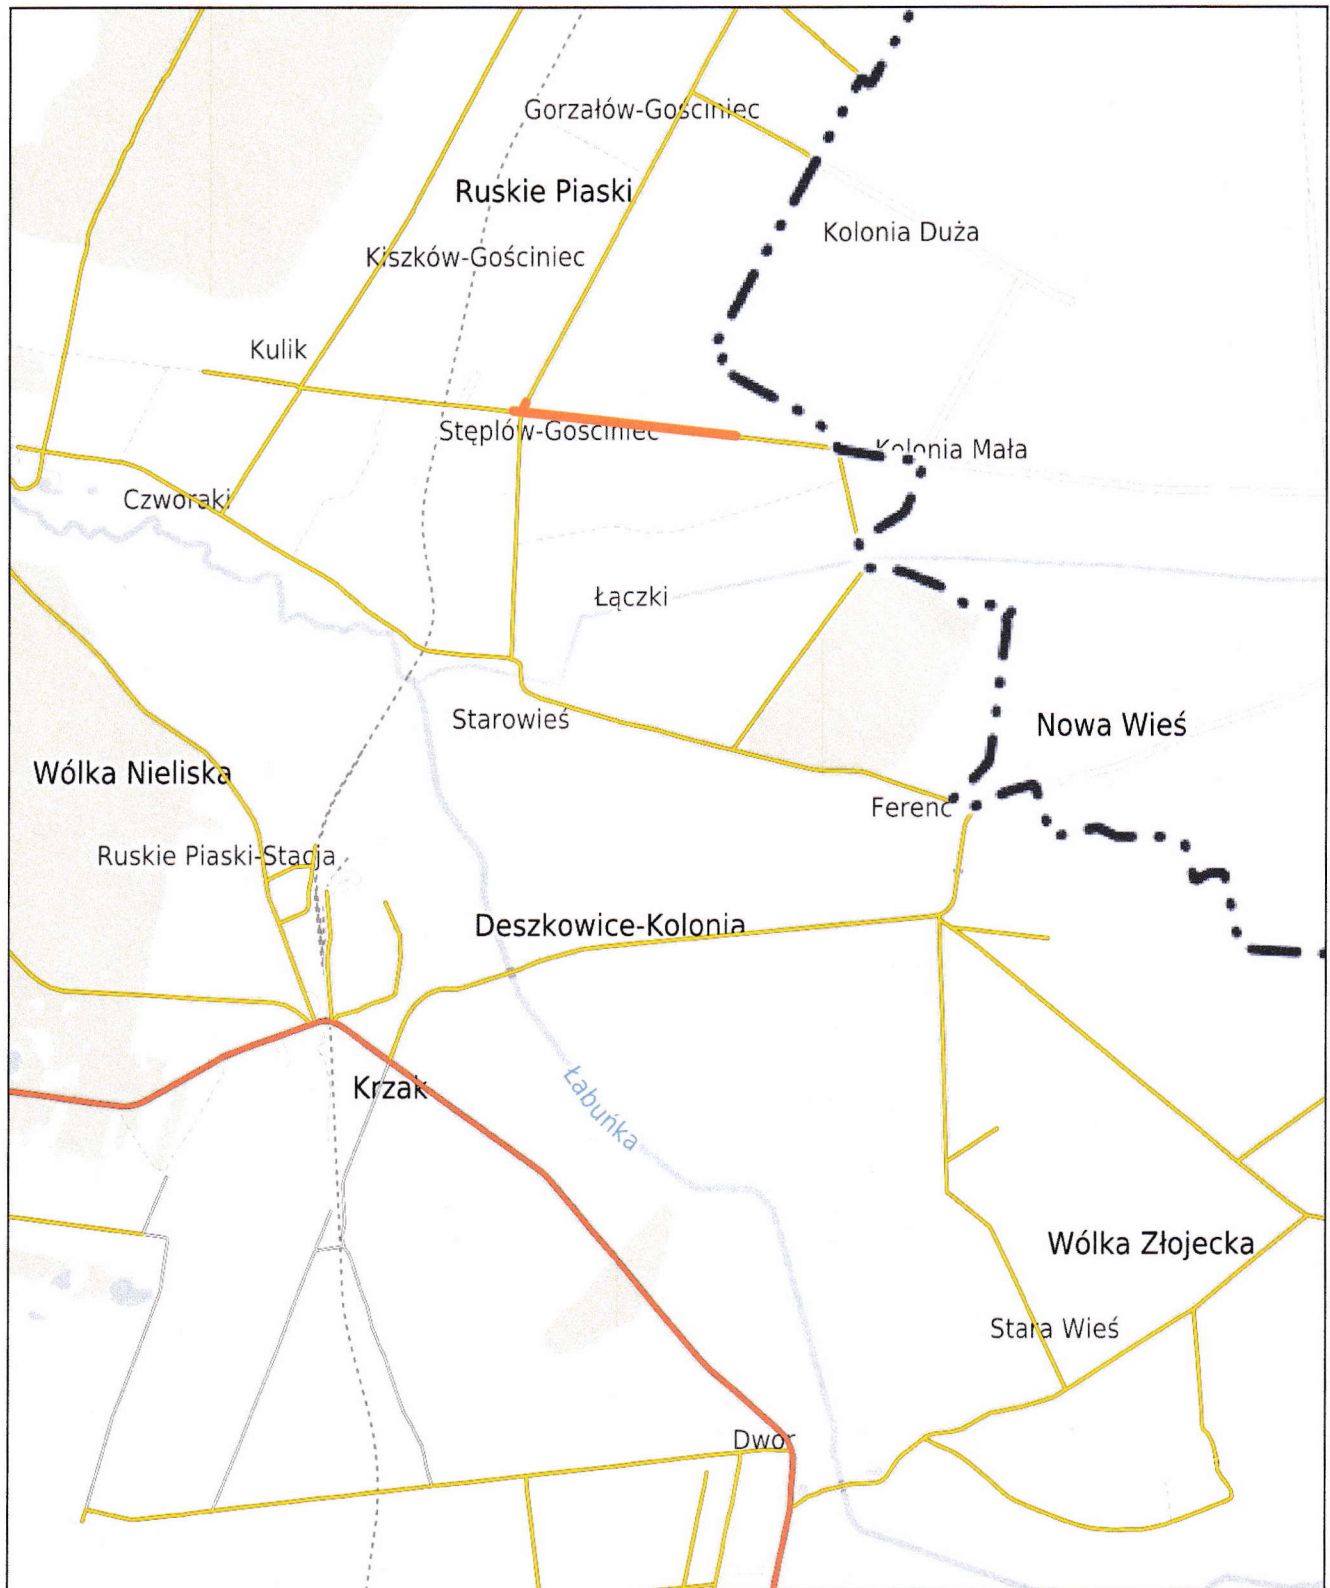 Gorzałów-Gościniec
Ruskie Piaski
Kolonia Duża
Kiszków-Gościniec
Kulik
Stęplów-Gościniec
Kolonia Mała
Czworaki
Łączki
Starowieś
Nowa Wieś
Wólka Nieliska
Ferenc
Ruskie Piaski-Stacja
Deszkowice-Kolonia
Krzak
Łabuńka
Wólka Złojecka
Stara Wieś
Dwór